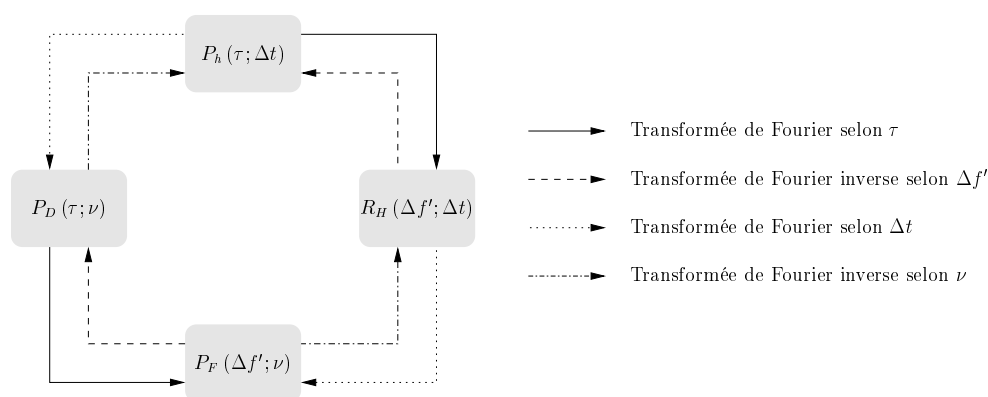 P_h (τ; Δt)
P_D (τ; ν)
R_H (Δf′; Δt)
P_F (Δf′; ν)
Transformée de Fourier selon τ
Transformée de Fourier inverse selon Δf′
Transformée de Fourier selon Δt
Transformée de Fourier inverse selon ν